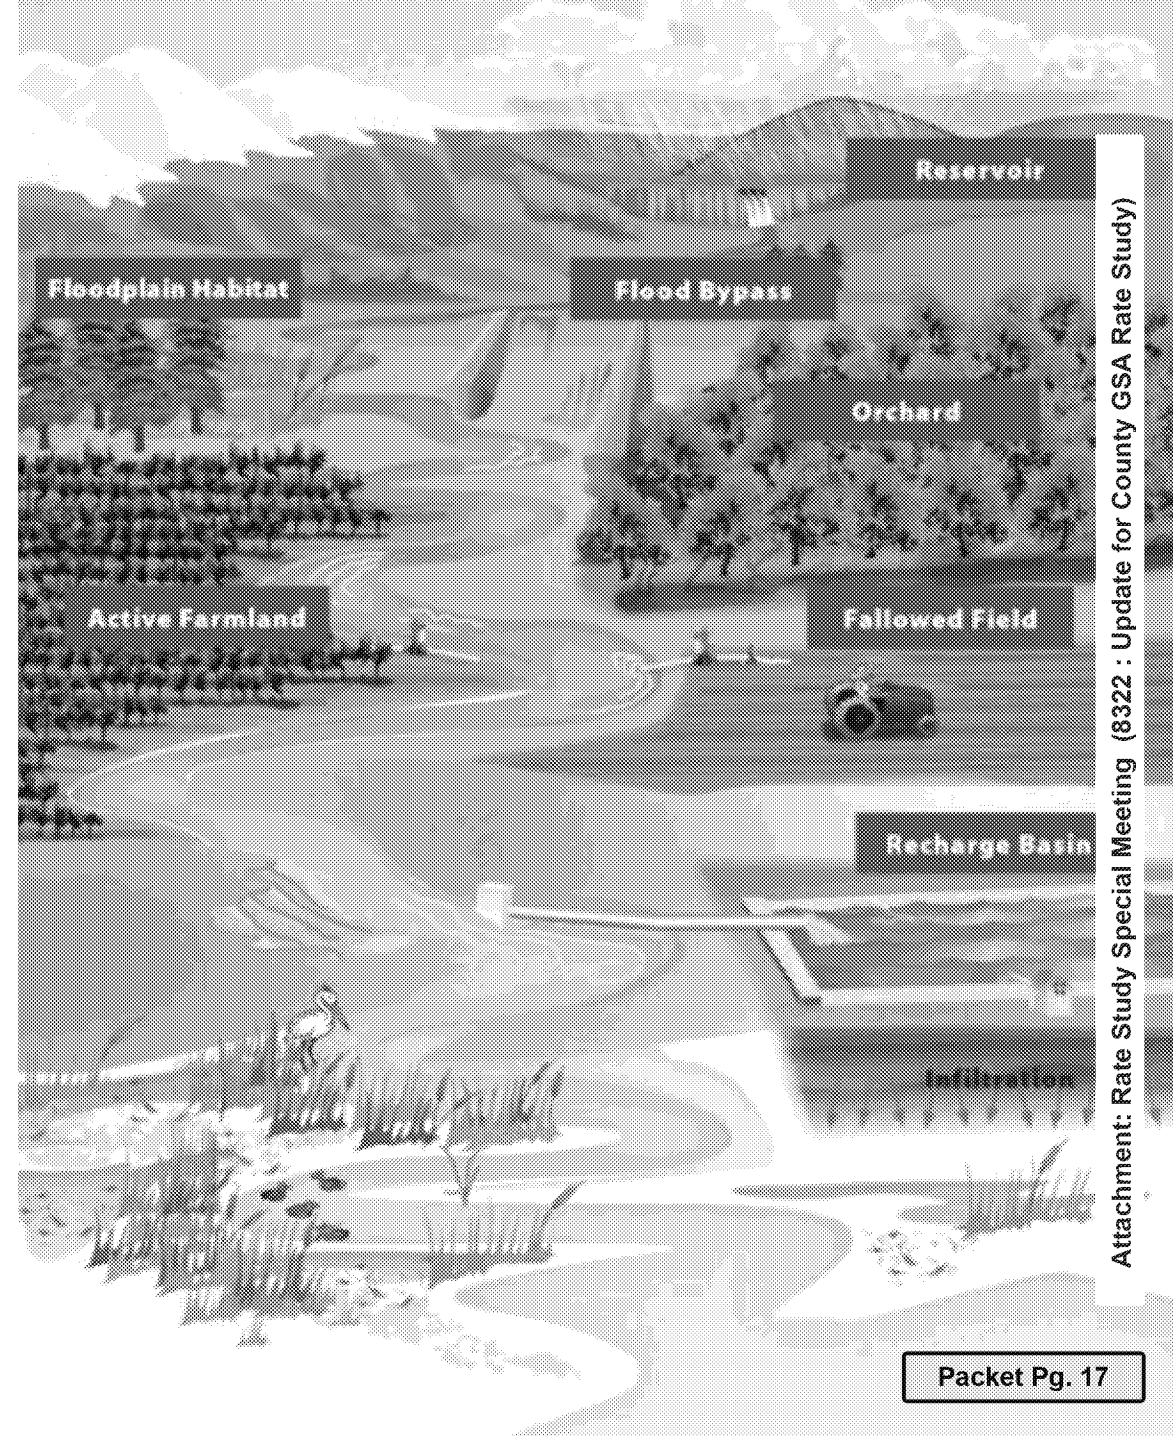 Reservoir
Floodplain Habitat
Flood Bypass
Orchard
Active Farmland
Fallowed Field
Recharge Basin
Infiltration
Attachment: Rate Study Special Meeting (8322 : Update for County GSA Rate Study)
Packet Pg. 17